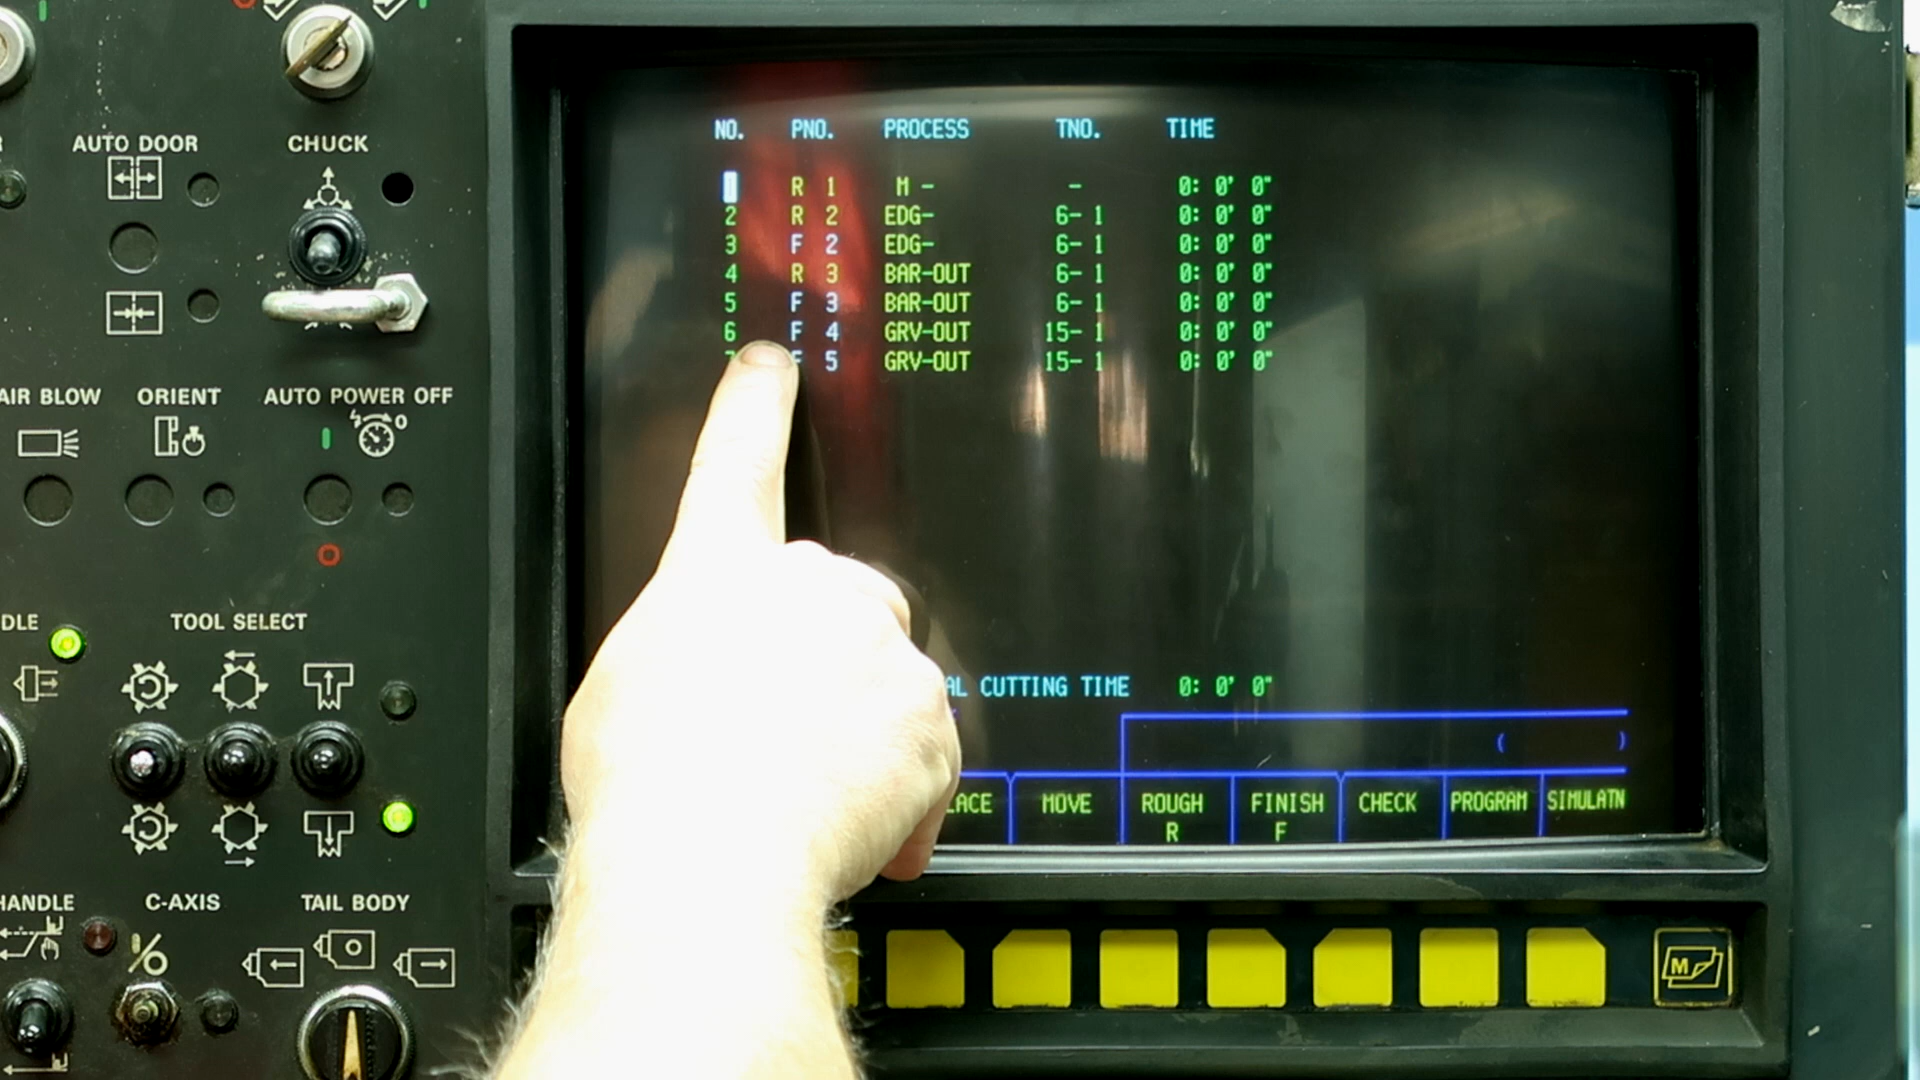 AUTO DOOR
CHUCK
AIR BLOW
ORIENT
AUTO POWER OFF
TOOL SELECT
HANDLE
C-AXIS
TAIL BODY
NO. PNO. PROCESS TNO. TIME
1 R 1 M - - 0: 0' 0"
2 R 2 EDG- 6- 1 0: 0' 0"
3 F 2 EDG- 6- 1 0: 0' 0"
4 R 3 BAR-OUT 6- 1 0: 0' 0"
5 F 3 BAR-OUT 6- 1 0: 0' 0"
6 F 4 GRV-OUT 15- 1 0: 0' 0"
7 F 5 GRV-OUT 15- 1 0: 0' 0"
CUTTING TIME 0: 0' 0"
( )
MOVE ROUGH FINISH CHECK PROGRAM SIMULATN
R F
M